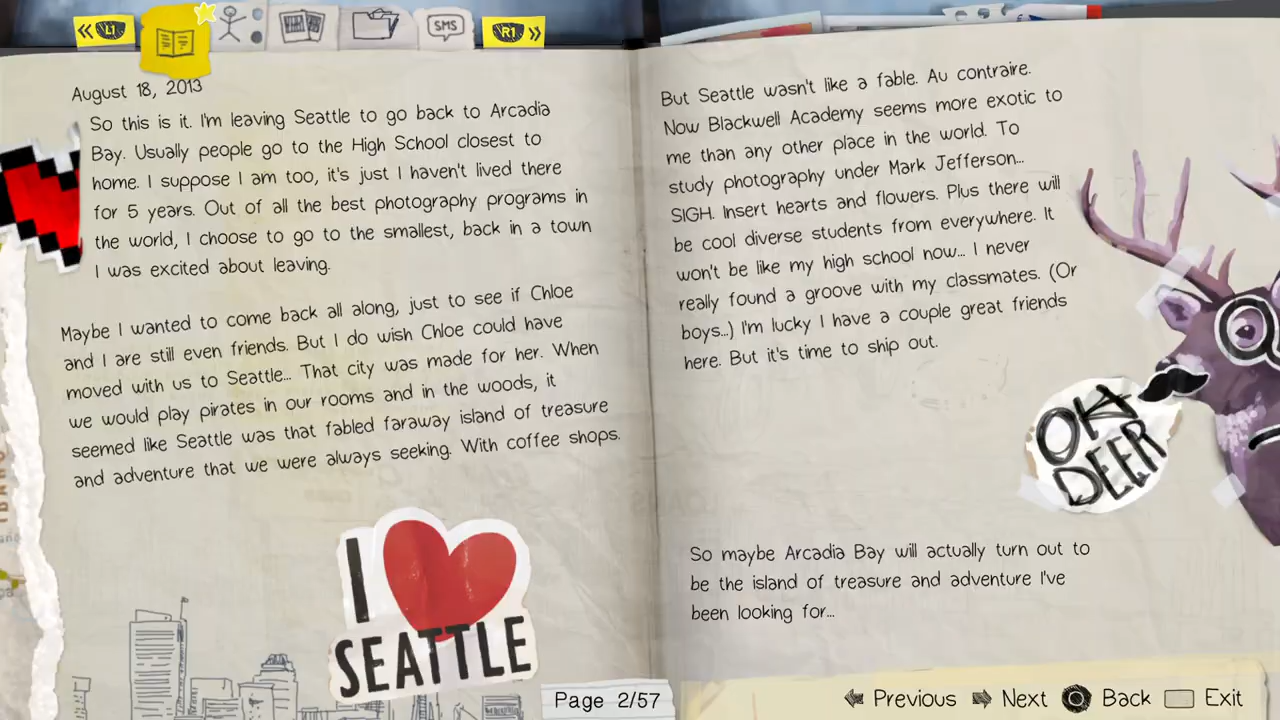 L1
SMS
R1
August 18, 2013
So this is it. I'm leaving Seattle to go back to Arcadia
Bay. Usually people go to the High School closest to
home. I suppose I am too, it's just I haven't lived there
for 5 years. Out of all the best photography programs in
the world, I choose to go to the smallest, back in a town
I was excited about leaving.
Maybe I wanted to come back all along, just to see if Chloe
and I are still even friends. But I do wish Chloe could have
moved with us to Seattle... That city was made for her. When
we would play pirates in our rooms and in the woods, it
seemed like Seattle was that fabled faraway island of treasure
and adventure that we were always seeking. With coffee shops.
I
SEATTLE
But Seattle wasn't like a fable. Au contraire.
Now Blackwell Academy seems more exotic to
me than any other place in the world. To
study photography under Mark Jefferson...
SIGH. Insert hearts and flowers. Plus there will
be cool diverse students from everywhere. It
won't be like my high school now... I never
really found a groove with my classmates. (Or
boys...) I'm lucky I have a couple great friends
here. But it's time to ship out.
OH
DEER
So maybe Arcadia Bay will actually turn out to
be the island of treasure and adventure I've
been looking for...
Page 2/57
Previous Next Back Exit